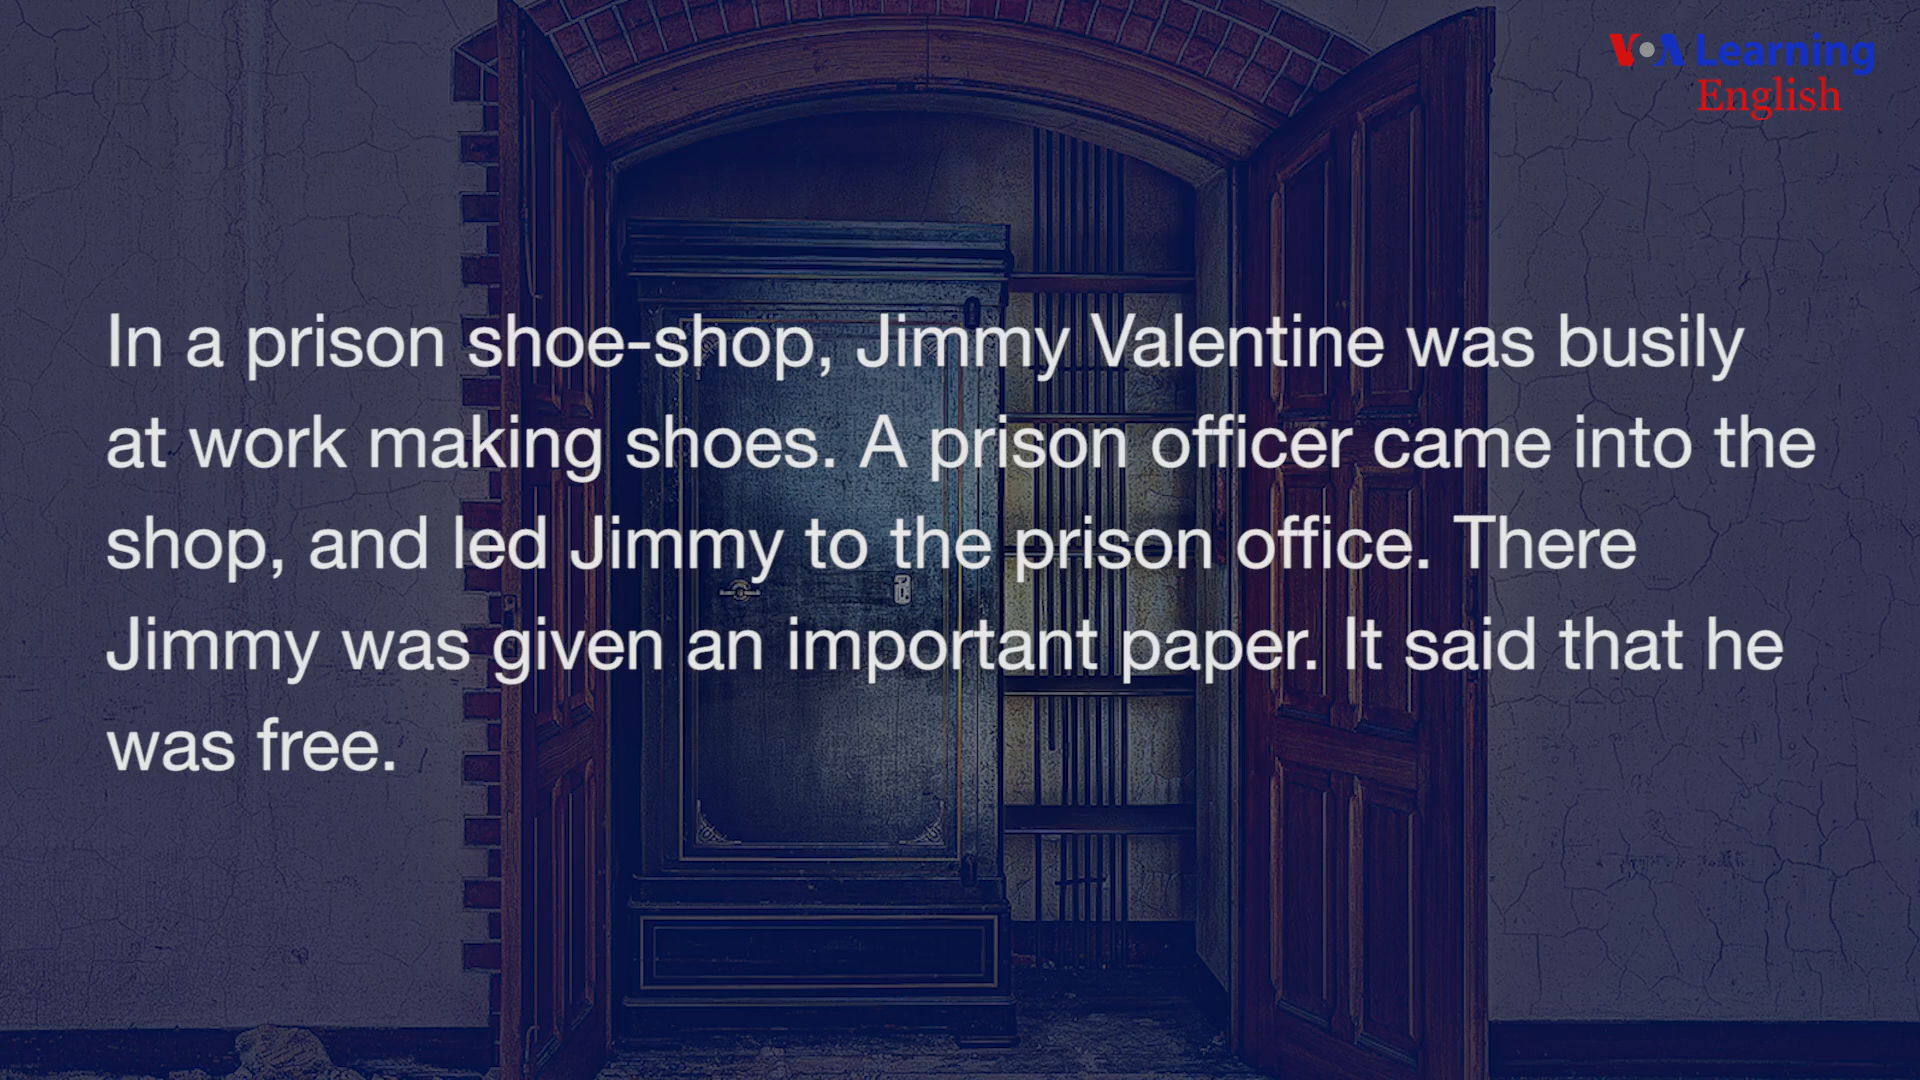 VOA Learning
English
In a prison shoe-shop, Jimmy Valentine was busily
at work making shoes. A prison officer came into the
shop, and led Jimmy to the prison office. There
Jimmy was given an important paper. It said that he
was free.